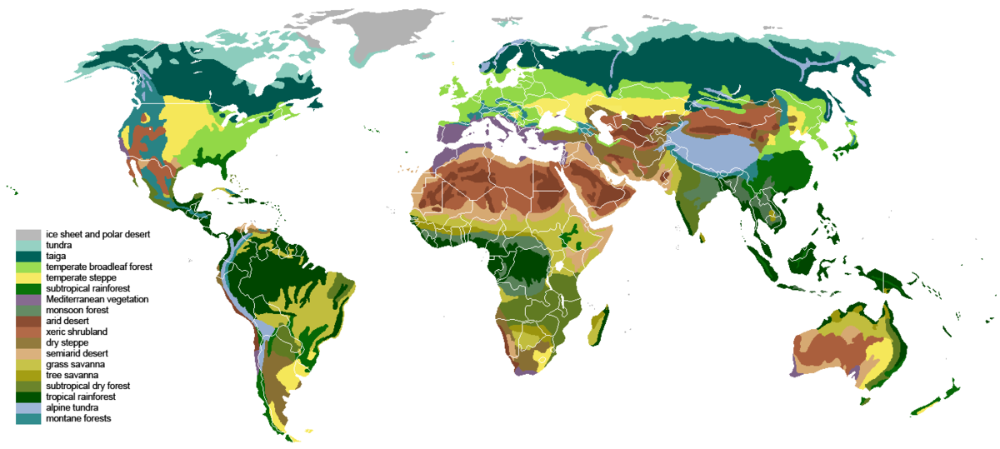 ice sheet and polar desert
tundra
taiga
temperate broadleaf forest
temperate steppe
subtropical rainforest
Mediterranean vegetation
monsoon forest
arid desert
xeric shrubland
dry steppe
semiarid desert
grass savanna
tree savanna
subtropical dry forest
tropical rainforest
alpine tundra
montane forests